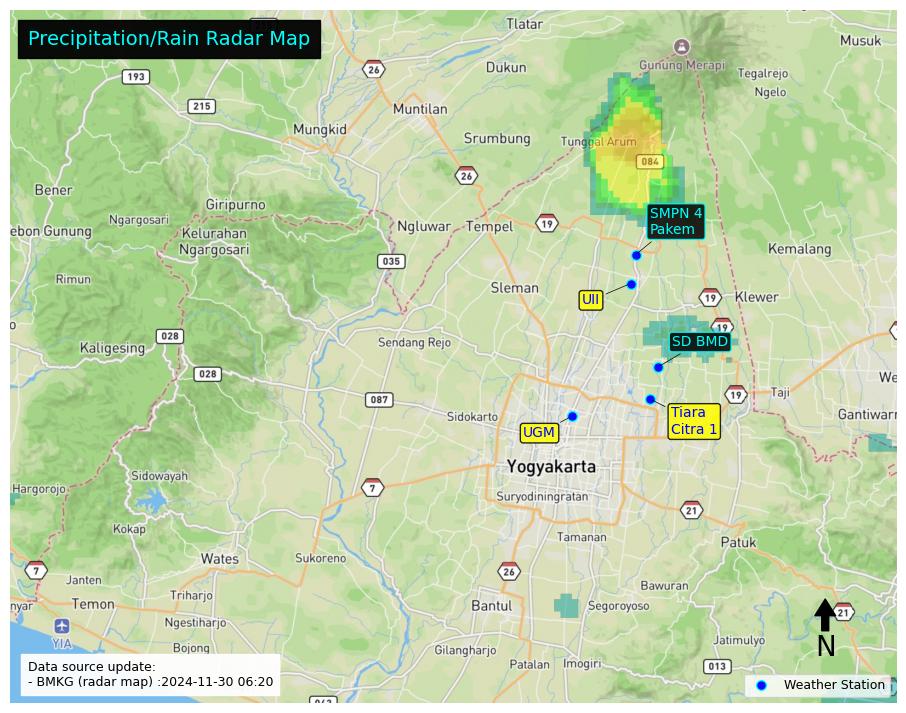 Precipitation/Rain Radar Map
Tlatar
Musuk
26
Dukun
Gunung Merapi
Tegalrejo
193
Ngelo
215
Muntilan
Mungkid
Srumbung
Tunggal Arum
084
26
Bener
Giripurno
Ngargosari
SMPN 4
Pakem
ebon Gunung
Kelurahan
Ngargosari
Ngluwar
Tempel
19
Kemalang
035
Rimun
Sleman
UII
19
Klewer
19
028
Kaligesing
Sendang Rejo
SD BMD
028
We
087
19
Taji
Sidokarto
Tiara
Citra 1
Gantiwarn
UGM
Yogyakarta
Sidowayah
Hargorojo
7
Suryodiningratan
21
Kokap
Tamanan
Patuk
Wates
Sukoreno
7
26
Janten
Bawuran
nyar
Temon
Triharjo
Bantul
Segoroyoso
21
Ngestiharjo
YIA
Jatimulyo
N
Bojong
Gilangharjo
Patalan
Imogiri
013
Data source update:
- BMKG (radar map) :2024-11-30 06:20
Weather Station